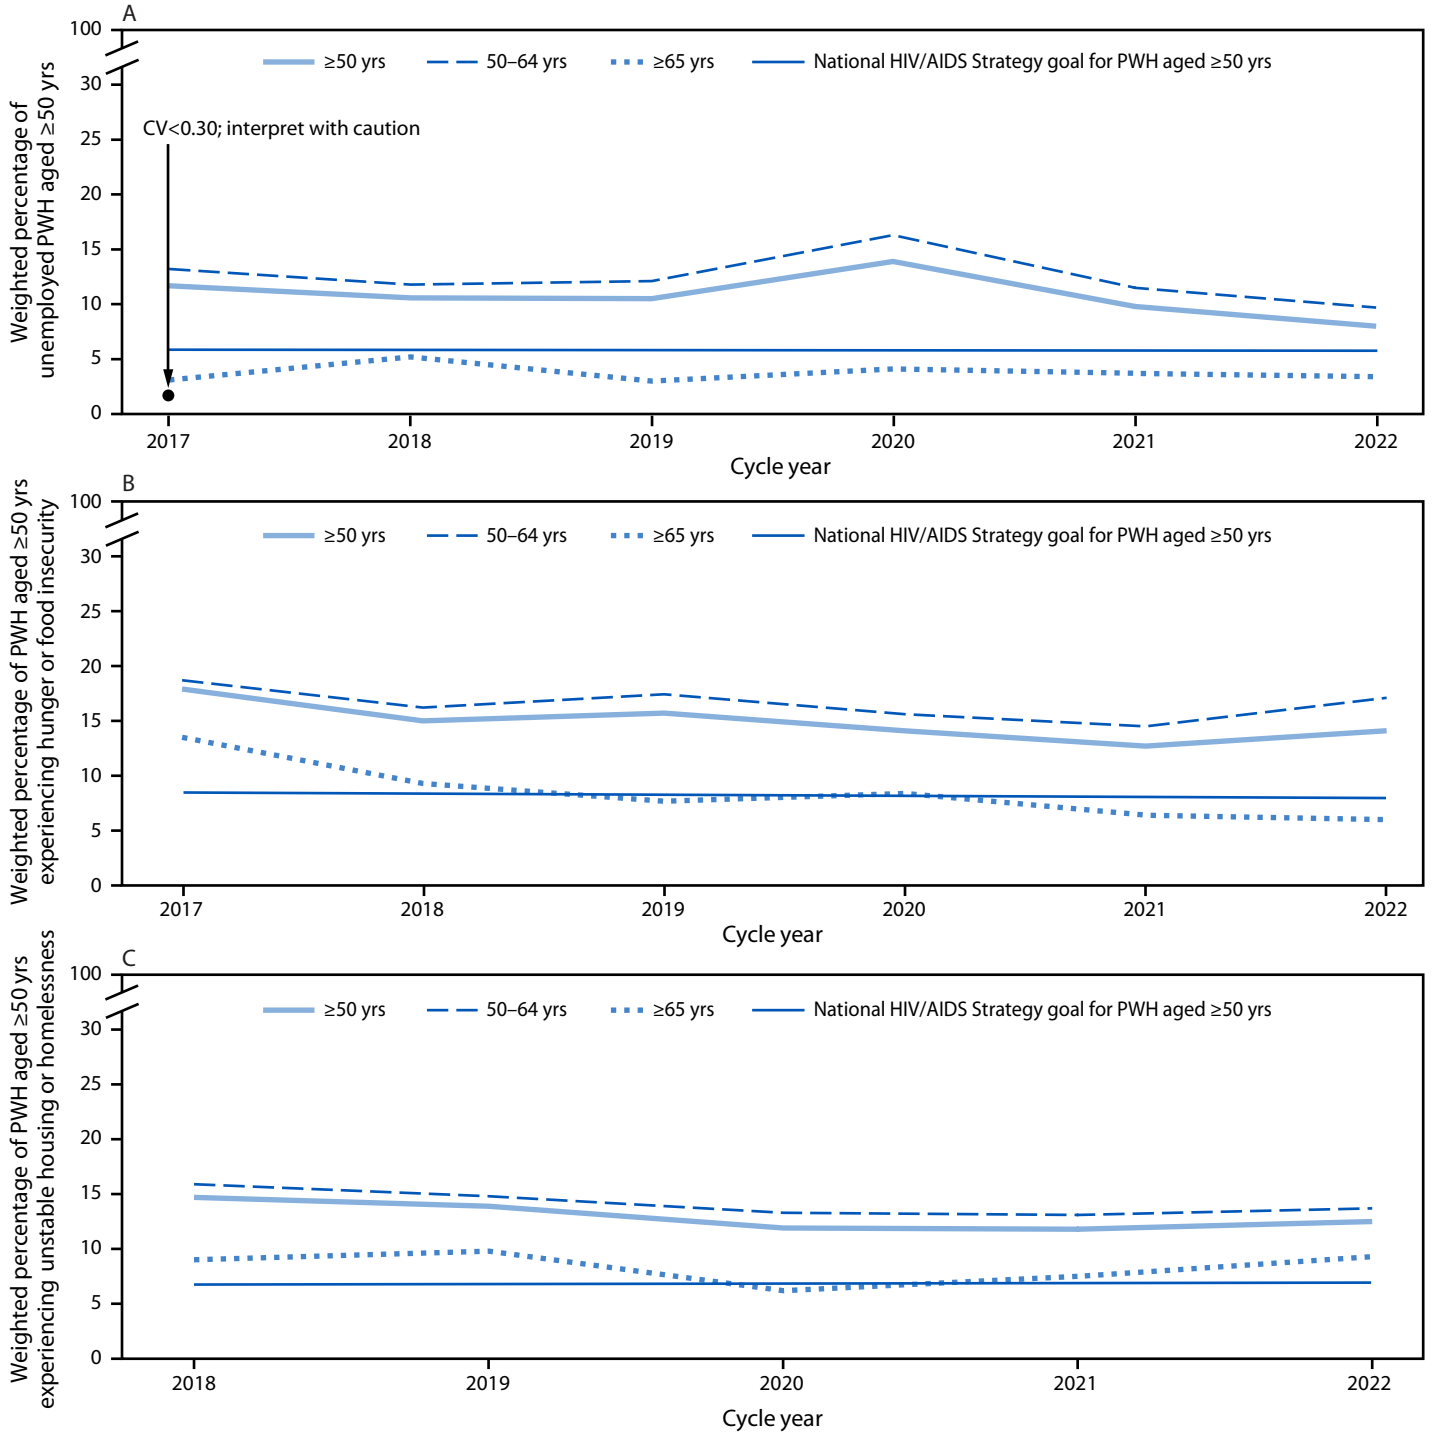 A
100
≥50 yrs 50–64 yrs ≥65 yrs National HIV/AIDS Strategy goal for PWH aged ≥50 yrs
30
CV<0.30; interpret with caution
25
20
15
10
5
0
Weighted percentage of
unemployed PWH aged ≥50 yrs
2017 2018 2019 2020 2021 2022
Cycle year
B
100
≥50 yrs 50–64 yrs ≥65 yrs National HIV/AIDS Strategy goal for PWH aged ≥50 yrs
30
25
20
15
10
5
0
Weighted percentage of PWH aged ≥50 yrs
experiencing hunger or food insecurity
2017 2018 2019 2020 2021 2022
Cycle year
C
100
≥50 yrs 50–64 yrs ≥65 yrs National HIV/AIDS Strategy goal for PWH aged ≥50 yrs
30
25
20
15
10
5
0
Weighted percentage of PWH aged ≥50 yrs
experiencing unstable housing or homelessness
2018 2019 2020 2021 2022
Cycle year